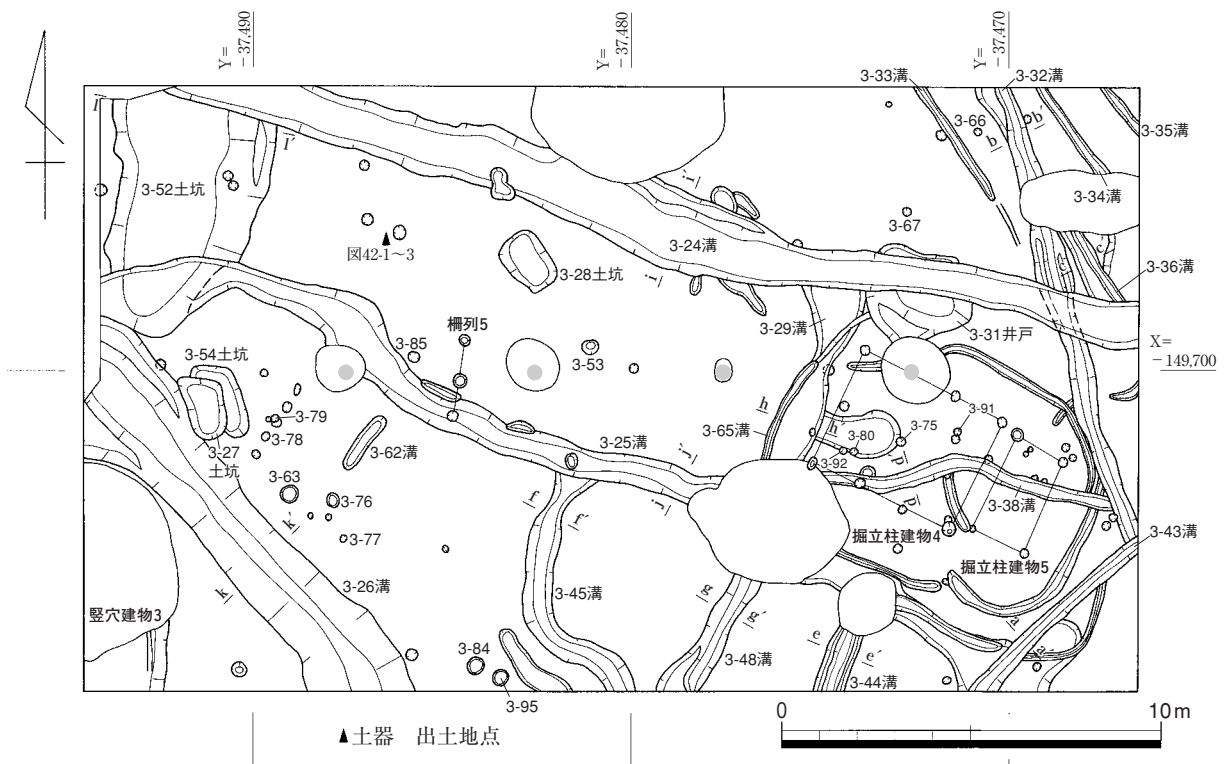 Y=
-37,490
Y=
-37,480
Y=
-37,470
3-33溝
3-32溝
3-66
b
b′
3-35溝
l
l′
3-52土坑
i′
3-34溝
3-67
図42-1〜3
3-24溝
c
c′
3-28土坑
i
3-36溝
柵列5
3-29溝
3-31井戸
3-85
3-53
X=
-149,700
3-54土坑
3-79
3-78
h
h′
3-91
3-75
3-80
3-65溝
3-25溝
3-92
p
p′
3-27
土坑
3-62溝
j′
j
3-63
3-76
k′
f
f′
3-38溝
掘立柱建物4
3-43溝
3-77
掘立柱建物5
3-26溝
k
3-45溝
g
g′
竪穴建物3
e
e′
a
a′
3-84
3-48溝
3-44溝
3-95
▲土器 出土地点
0
10m